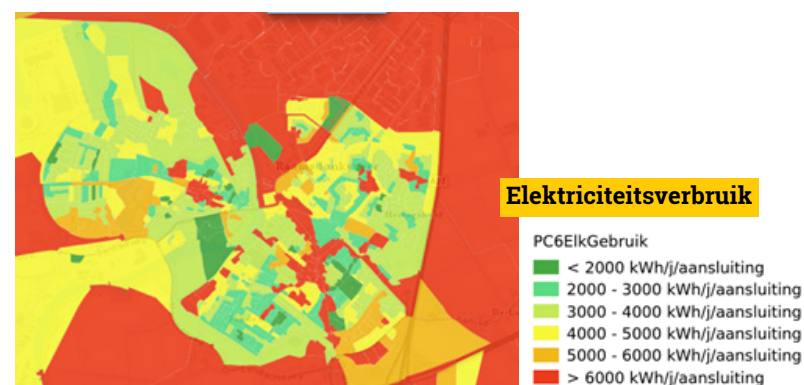 Elektriciteitsverbruik
PC6ElkGebruik
< 2000 kWh/j/aansluiting
2000 - 3000 kWh/j/aansluiting
3000 - 4000 kWh/j/aansluiting
4000 - 5000 kWh/j/aansluiting
5000 - 6000 kWh/j/aansluiting
> 6000 kWh/j/aansluiting